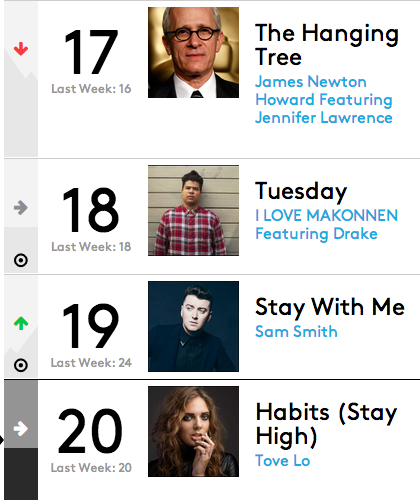 17
Last Week: 16
The Hanging
Tree
James Newton
Howard Featuring
Jennifer Lawrence
18
Last Week: 18
Tuesday
I LOVE MAKONNEN
Featuring Drake
19
Last Week: 24
Stay With Me
Sam Smith
20
Last Week: 20
Habits (Stay
High)
Tove Lo